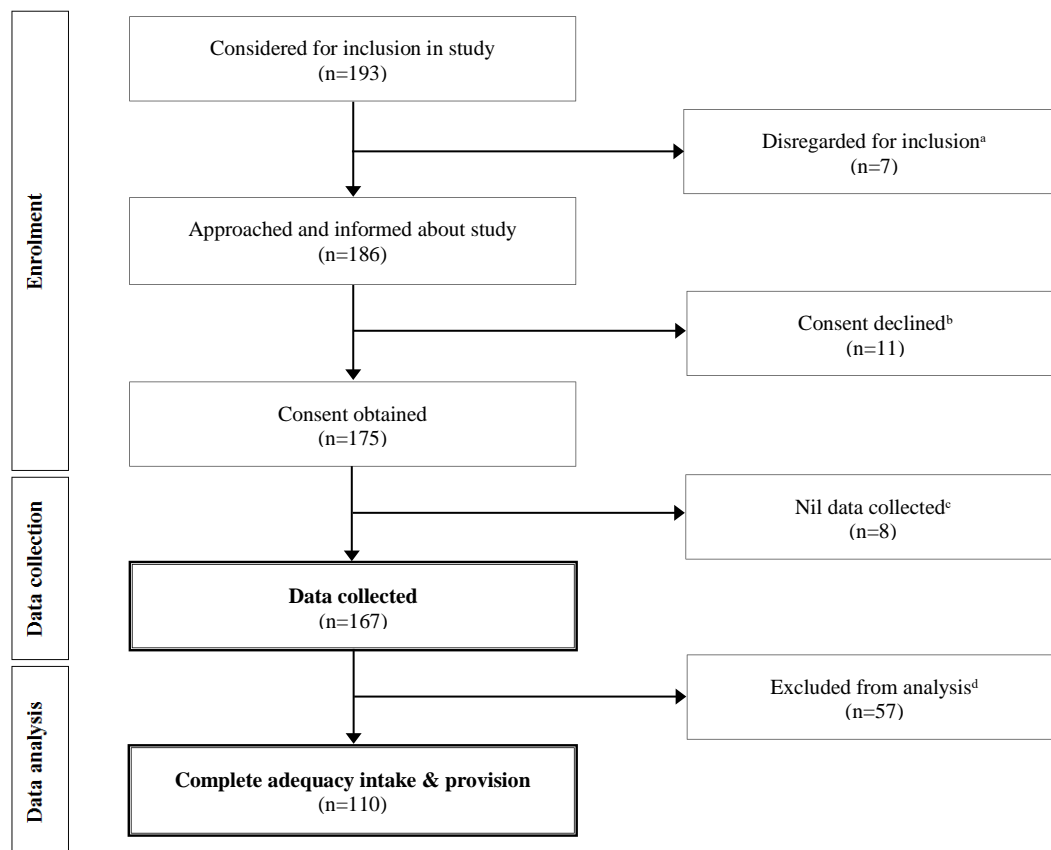 Enrolment
Considered for inclusion in study
(n=193)
Disregarded for inclusionᵃ
(n=7)
Approached and informed about study
(n=186)
Consent declinedᵇ
(n=11)
Consent obtained
(n=175)
Data collection
Nil data collectedᶜ
(n=8)
Data collected
(n=167)
Data analysis
Excluded from analysisᵈ
(n=57)
Complete adequacy intake & provision
(n=110)